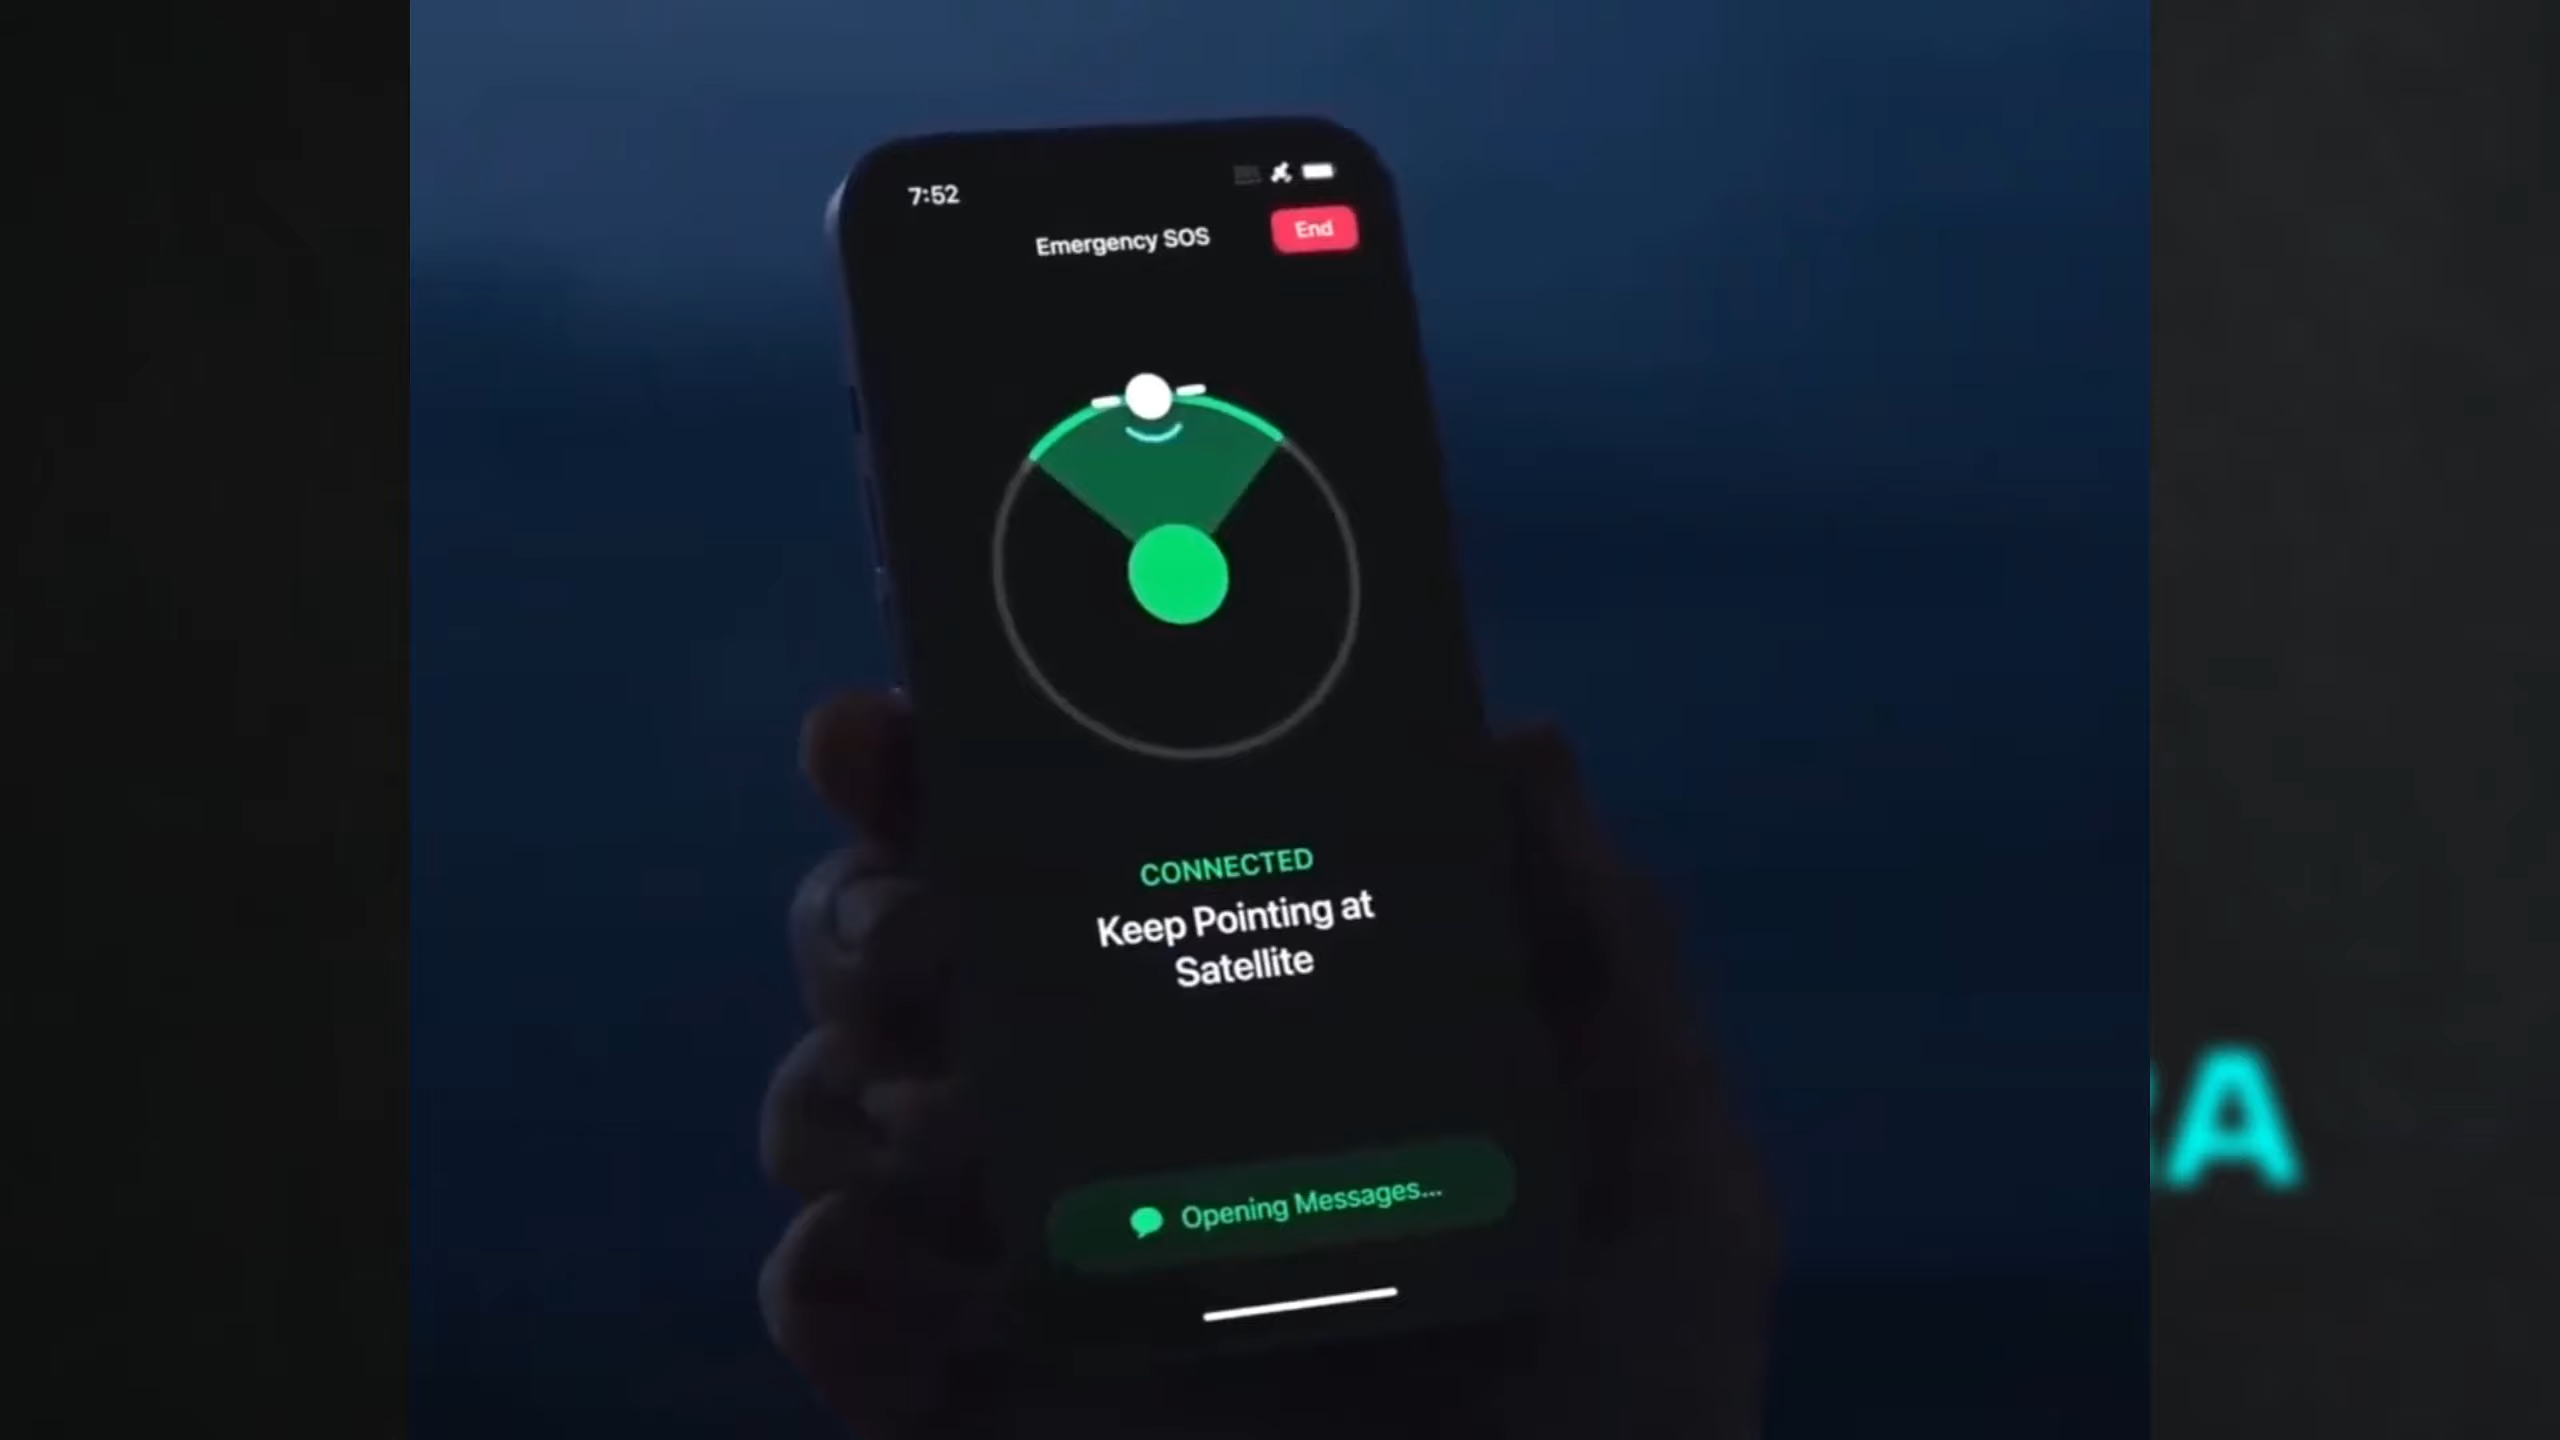 7:52
Emergency SOS
End
CONNECTED
Keep Pointing at
Satellite
Opening Messages...